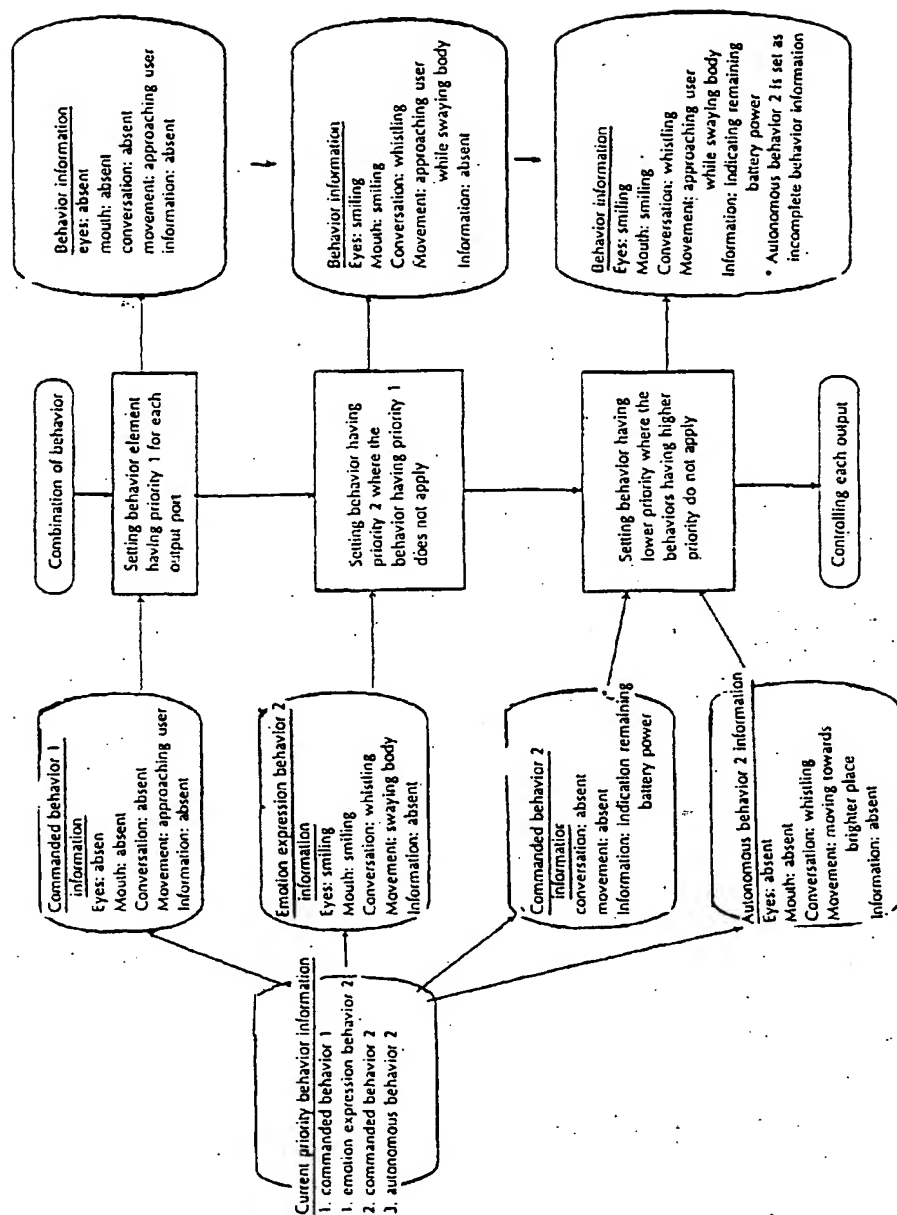 Current priority behavior information
1. commanded behavior 1
1. emotion expression behavior 2
2. commanded behavior 2
3. autonomous behavior 2
Commanded behavior 1
information
Eyes: absen
Mouth: absent
Conversation: absent
Movement: approaching user
Information: absent
Emotion expression behavior 2
information
Eyes: smiling
Mouth: smiling
Conversation: whistling
Movement: swaying body
Information: absent
Commanded behavior 2
information
conversation: absent
movement: absent
Information: Indication remaining
battery power
Autonomous behavior 2 information
Eyes: absent
Mouth: absent
Conversation: whistling
Movement: moving towards
brighter place
Information: absent
Combination of behavior
Setting behavior element
having priority 1 for each
output port
Setting behavior having
priority 2 where the
behavior having priority 1
does not apply
Setting behavior having
lower priority where the
behaviors having higher
priority do not apply
Controlling each output
Behavior information
eyes: absent
mouth: absent
conversation: absent
movement: approaching user
information: absent
Behavior information
Eyes: smiling
Mouth: smiling
Conversation: whistling
Movement: approaching user
while swaying body
Information: absent
Behavior information
Eyes: smiling
Mouth: smiling
Conversation: whistling
Movement: approaching user
while swaying body
Information: Indicating remaining
battery power
* Autonomous behavior 2 is set as
incomplete behavior information